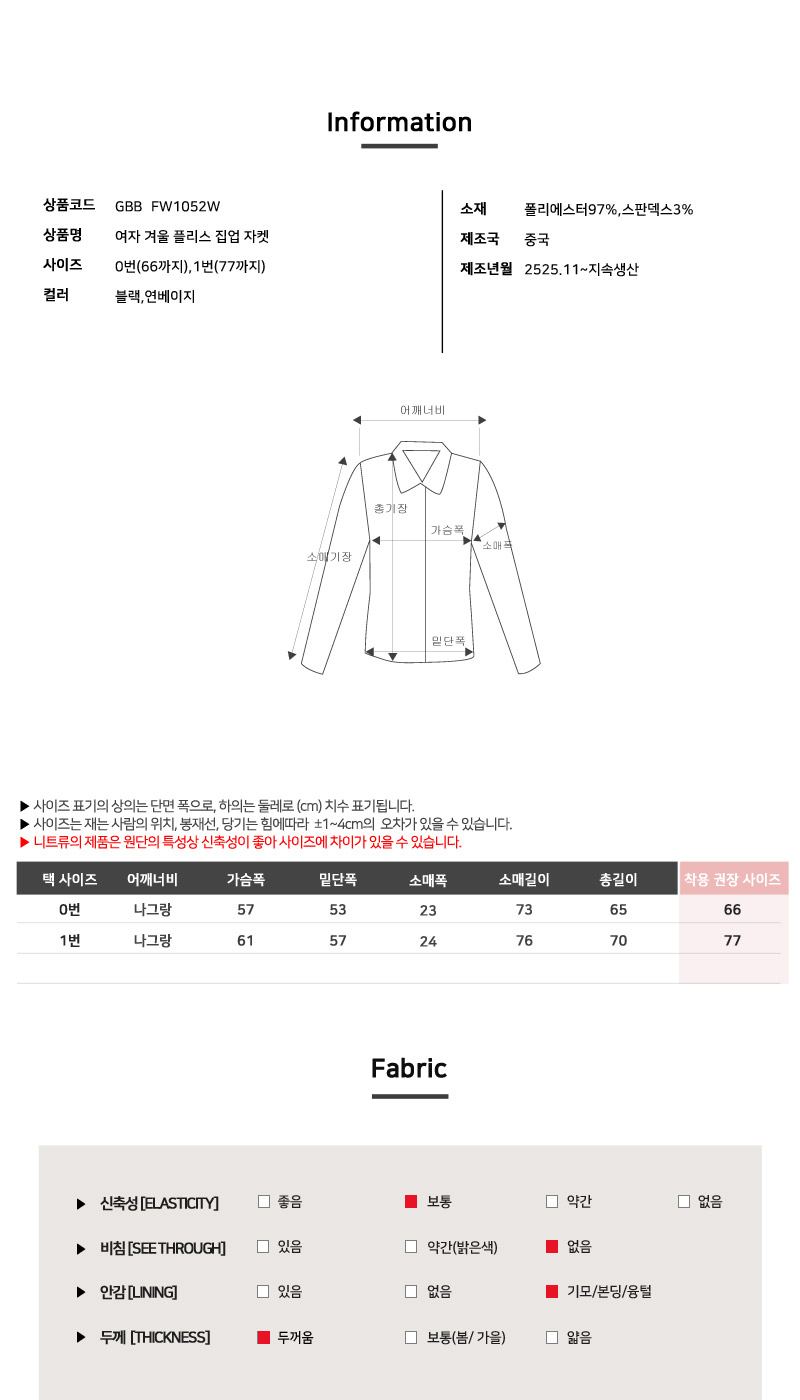 Information
상품코드 GBB FW1052W
상품명 여자 겨울 플리스 집업 자켓
사이즈 0번(66까지),1번(77까지)
컬러 블랙,연베이지
소재 폴리에스터97%,스판덱스3%
제조국 중국
제조년월 2525.11~지속생산
어깨너비
총기장
가슴폭
소매폭
소매기장
밑단폭
▶ 사이즈 표기의 상의는 단면 폭으로, 하의는 둘레로 (cm) 치수 표기됩니다.
▶ 사이즈는 재는 사람의 위치, 봉재선, 당기는 힘에따라 ±1~4cm의 오차가 있을 수 있습니다.
▶ 니트류의 제품은 원단의 특성상 신축성이 좋아 사이즈에 차이가 있을 수 있습니다.
택 사이즈 어깨너비 가슴폭 밑단폭 소매폭 소매길이 총길이 착용 권장 사이즈
0번 나그랑 57 53 23 73 65 66
1번 나그랑 61 57 24 76 70 77
Fabric
▶ 신축성 [ELASTICITY] 좋음 보통 약간 없음
▶ 비침 [SEE THROUGH] 있음 약간(밝은색) 없음
▶ 안감 [LINING] 있음 없음 기모/본딩/융털
▶ 두께 [THICKNESS] 두꺼움 보통(봄/ 가을) 얇음